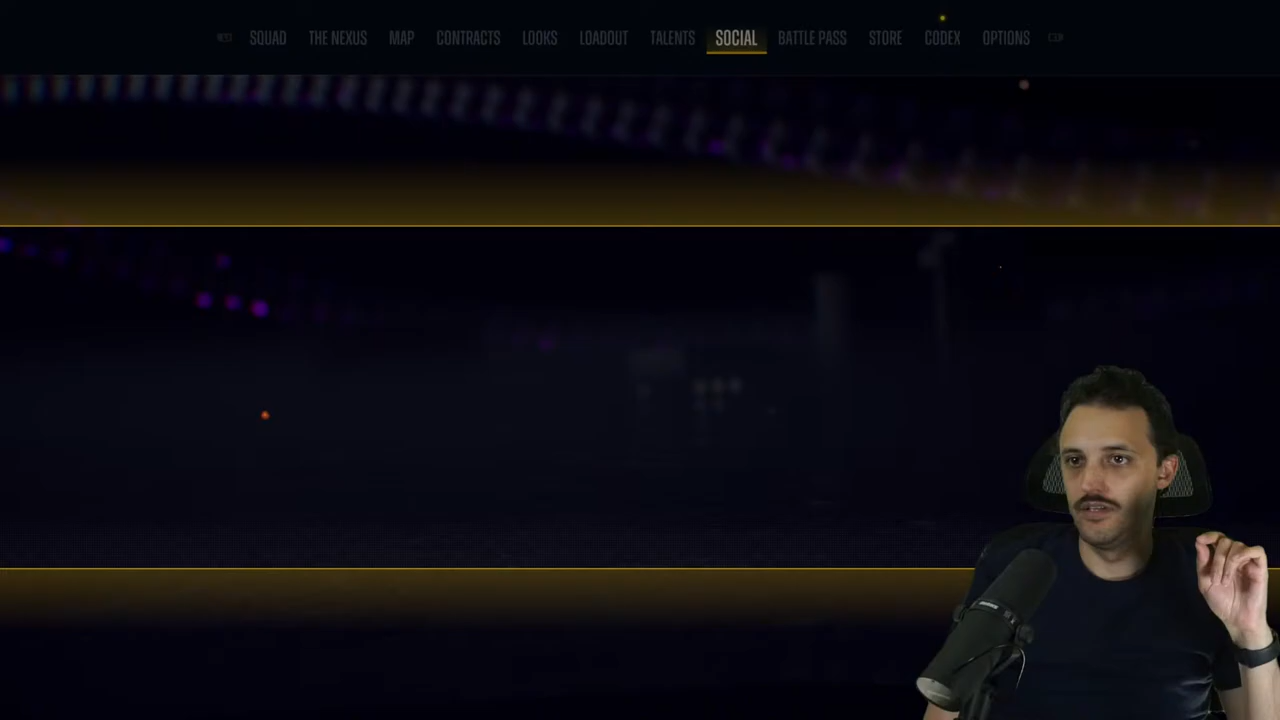 SQUAD THE NEXUS MAP CONTRACTS LOOKS LOADOUT TALENTS SOCIAL BATTLE PASS STORE CODEX OPTIONS